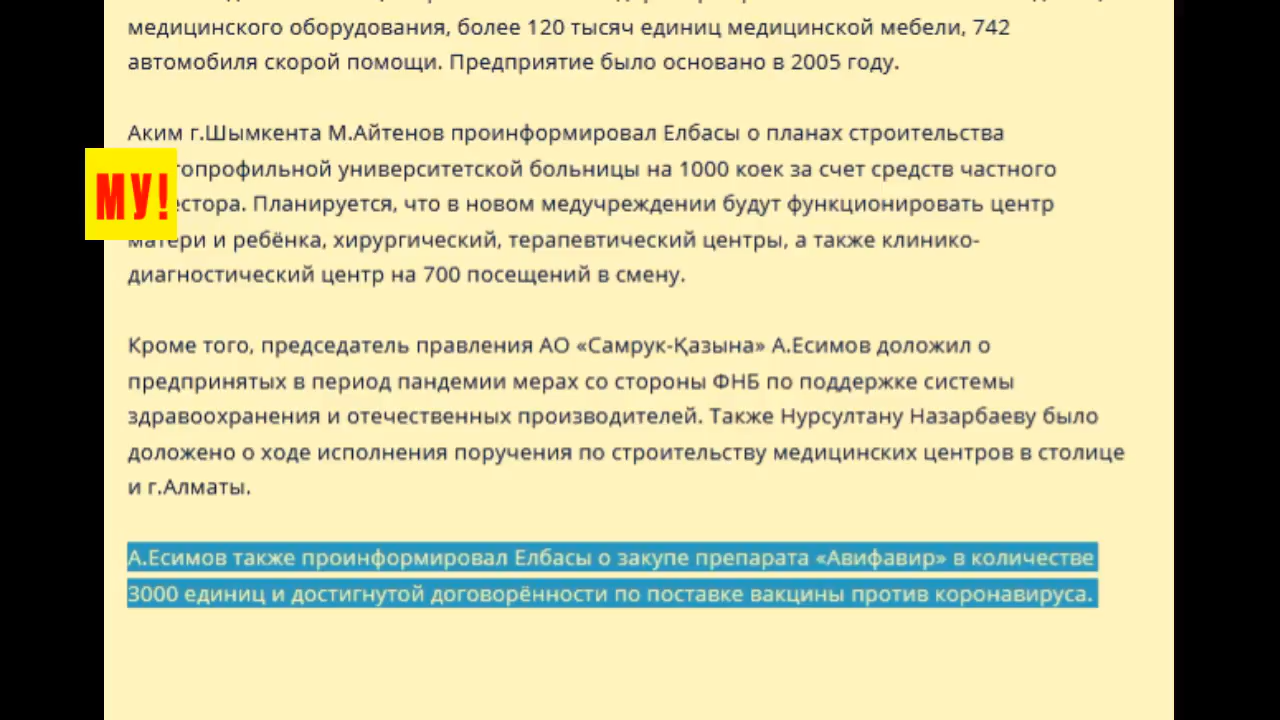 медицинского оборудования, более 120 тысяч единиц медицинской мебели, 742
автомобиля скорой помощи. Предприятие было основано в 2005 году.
Аким г.Шымкента М.Айтенов проинформировал Елбасы о планах строительства
МУ!
университетской больницы на 1000 коек за счет средств частного
Планируется, что в новом медучреждении будут функционировать центр
матери и ребёнка, хирургический, терапевтический центры, а также клинико-
диагностический центр на 700 посещений в смену.
Кроме того, председатель правления АО «Самрук-Қазына» А.Есимов доложил о
предпринятых в период пандемии мерах со стороны ФНБ по поддержке системы
здравоохранения и отечественных производителей. Также Нурсултану Назарбаеву было
доложено о ходе исполнения поручения по строительству медицинских центров в столице
и г.Алматы.
А.Есимов также проинформировал Елбасы о закупе препарата «Авифавир» в количестве
3000 единиц и достигнутой договорённости по поставке вакцины против коронавируса.